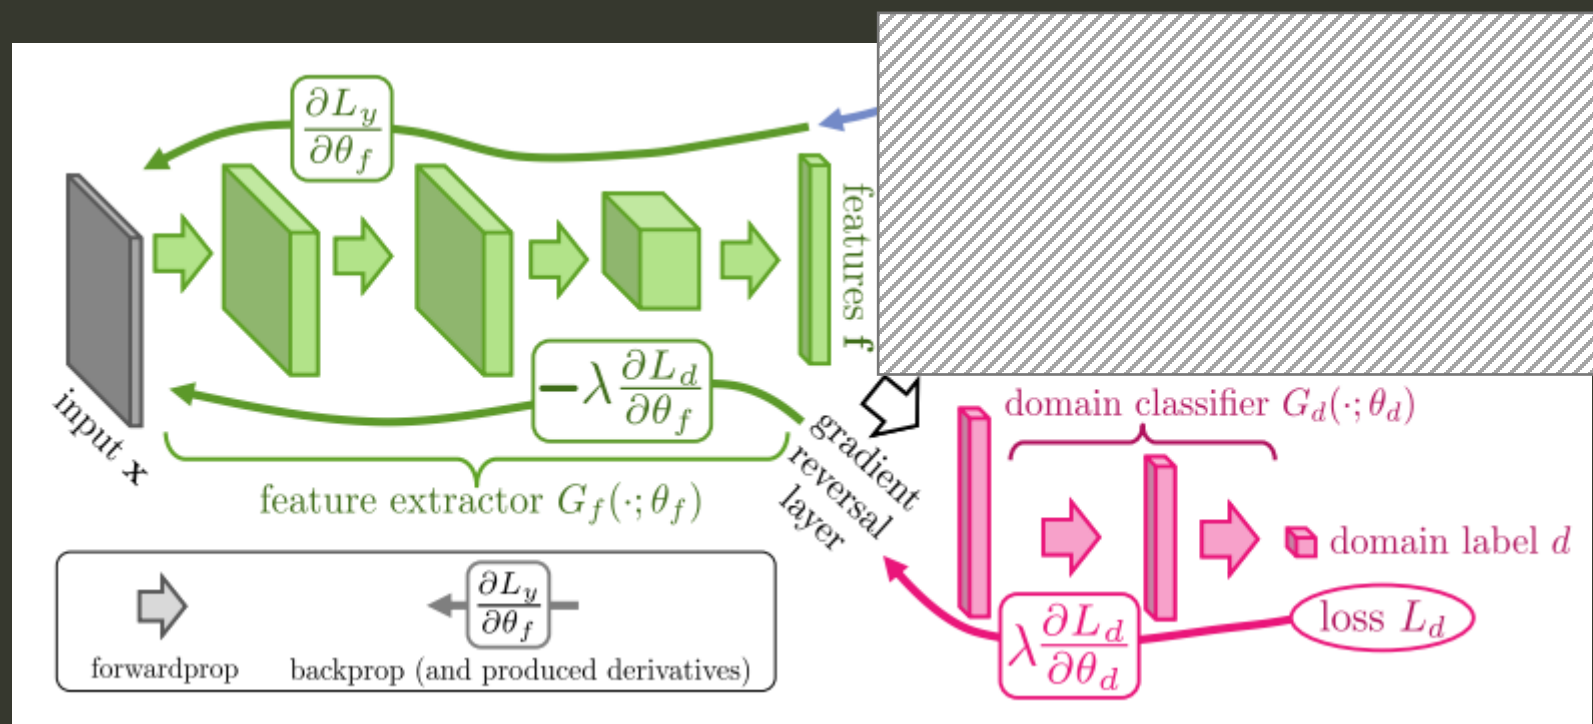 ∂L_y
∂θ_f
features f
input x
−λ ∂L_d
∂θ_f
feature extractor G_f(·; θ_f)
gradient
reversal
layer
domain classifier G_d(·; θ_d)
domain label d
loss L_d
λ ∂L_d
∂θ_d
∂L_y
∂θ_f
forwardprop
backprop (and produced derivatives)